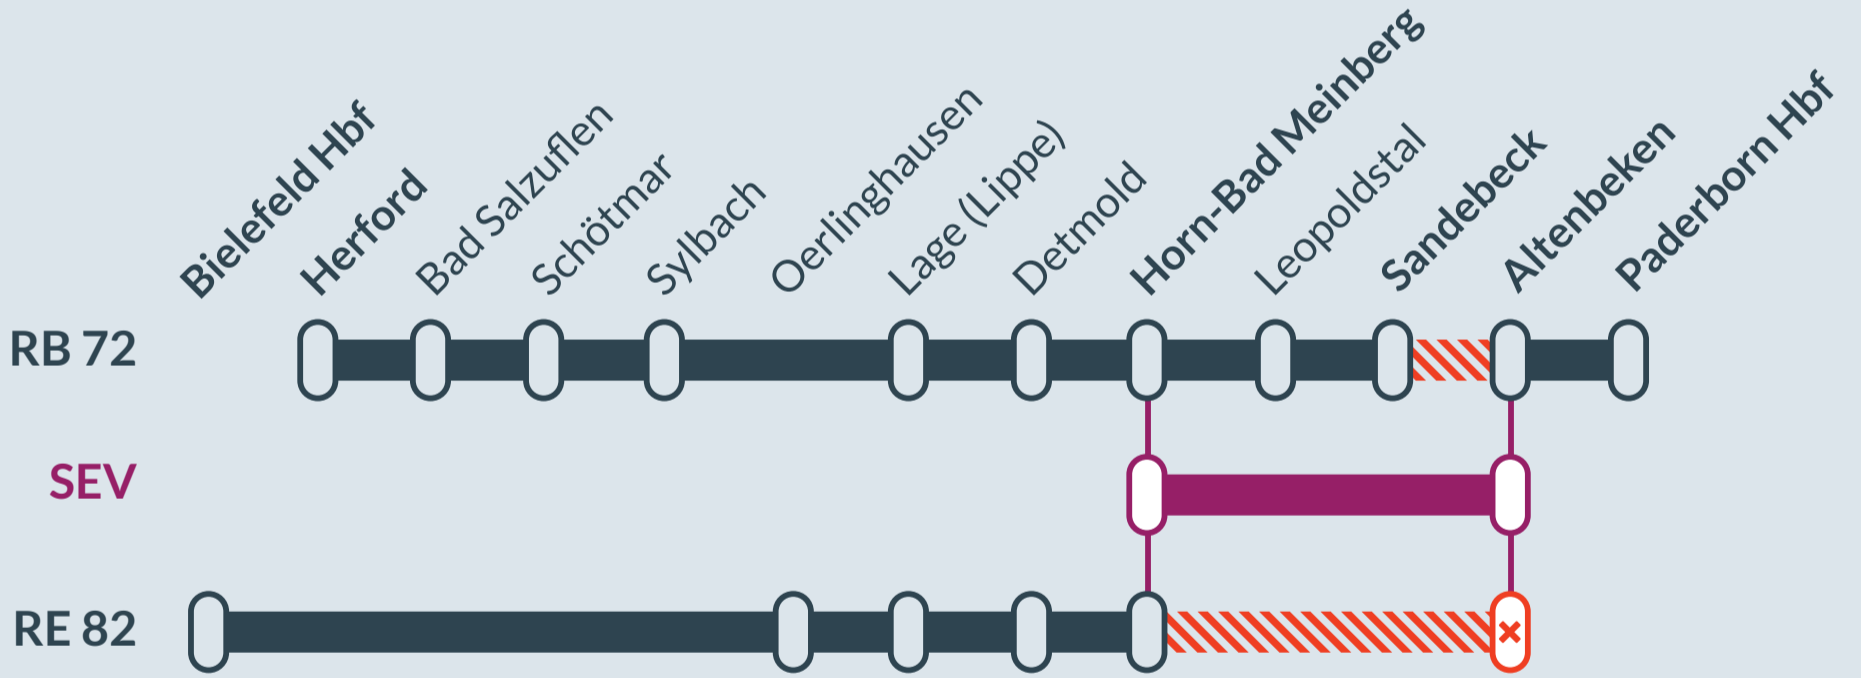 Bielefeld Hbf
Herford
Bad Salzuflen
Schötmar
Sylbach
Oerlinghausen
Lage (Lippe)
Detmold
Horn-Bad Meinberg
Leopoldstal
Sandebeck
Altenbeken
Paderborn Hbf
RB 72
SEV
RE 82